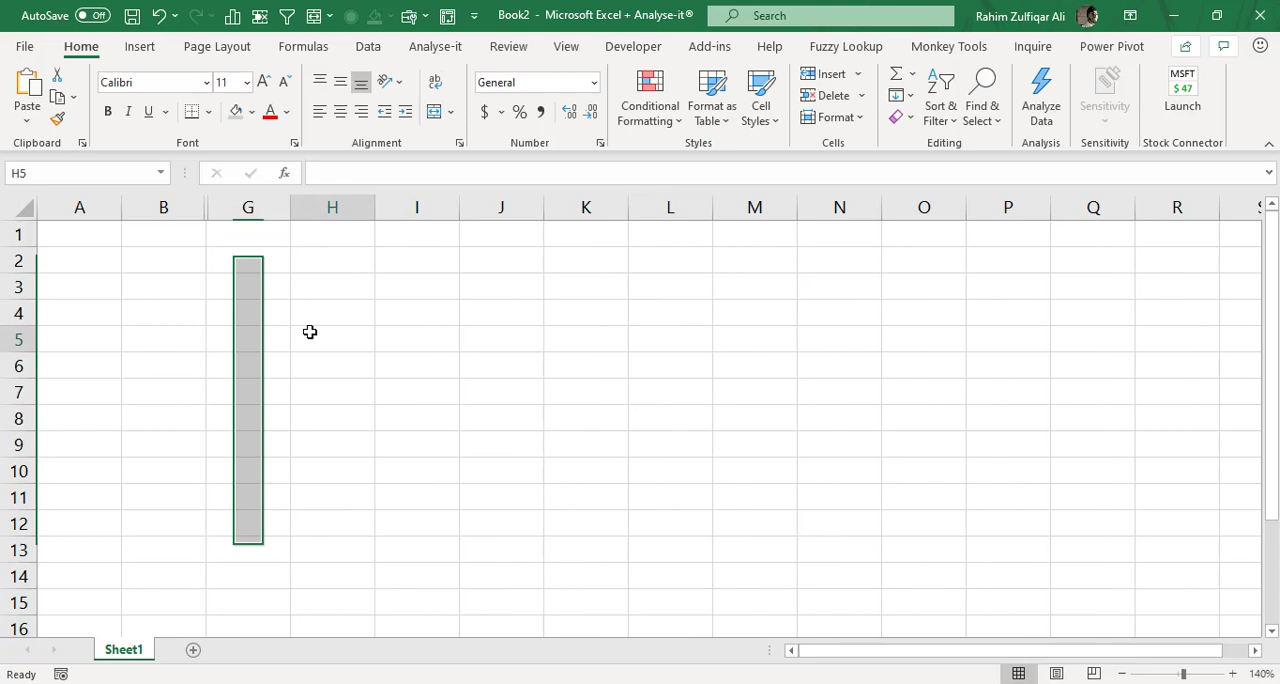 AutoSave Off Book2 - Microsoft Excel + Analyse-it® Search Rahim Zulfiqar Ali
File Home Insert Page Layout Formulas Data Analyse-it Review View Developer Add-ins Help Fuzzy Lookup Monkey Tools Inquire Power Pivot
Paste
Calibri 11
B I U A
General
$ % ,
Conditional Formatting
Format as Table
Cell Styles
Insert
Delete
Format
Sort & Filter
Find & Select
Analyze Data
Sensitivity
MSFT
$ 47
Launch
Clipboard Font Alignment Number Styles Cells Editing Analysis Sensitivity Stock Connector
H5 fx
A B G H I J K L M N O P Q R S
1
2
3
4
5
6
7
8
9
10
11
12
13
14
15
16
Sheet1
Ready 140%